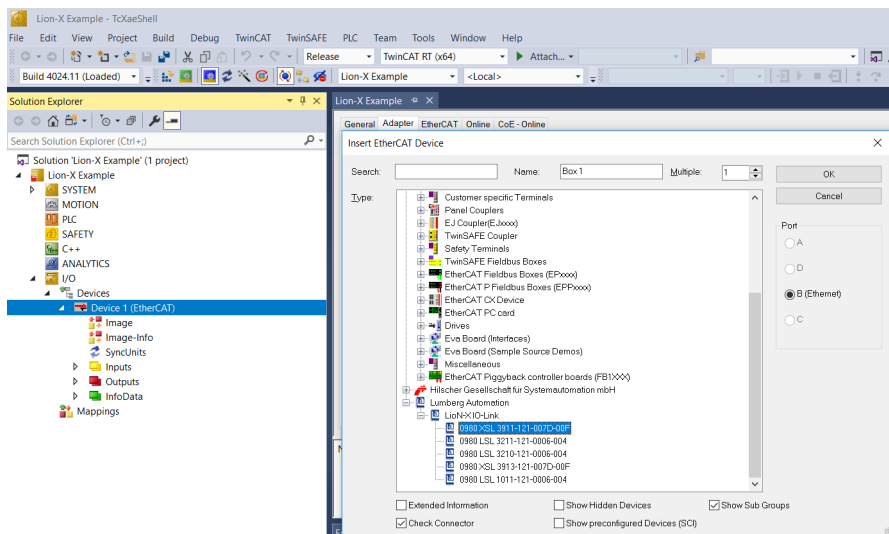 Lion-X Example - TcXaeShell
File Edit View Project Build Debug TwinCAT TwinSAFE PLC Team Tools Window Help
Release TwinCAT RT (x64) Attach...
Build 4024.11 (Loaded) Lion-X Example <Local>
Solution Explorer
Search Solution Explorer (Ctrl+;)
Solution 'Lion-X Example' (1 project)
Lion-X Example
SYSTEM
MOTION
PLC
SAFETY
C++
ANALYTICS
I/O
Devices
Device 1 (EtherCAT)
Image
Image-Info
SyncUnits
Inputs
Outputs
InfoData
Mappings
Lion-X Example
General Adapter EtherCAT Online CoE - Online
Insert EtherCAT Device
Search: Name: Box 1 Multiple: 1 OK
Type: Cancel
Customer specific Terminals
Panel Couplers
EJ Coupler(EJxxxx)
TwinSAFE Coupler
Safety Terminals
TwinSAFE Fieldbus Boxes
EtherCAT Fieldbus Boxes (EPxxxx)
EtherCAT P Fieldbus Boxes (EPPxxxx)
EtherCAT CX Device
EtherCAT PC card
Drives
Eva Board (Interfaces)
Eva Board (Sample Source Demos)
Miscellaneous
EtherCAT Piggyback controller boards (FB1XXX)
Hilscher Gesellschaft für Systemautomation mbH
Lumberg Automation
LioN-X IO-Link
0980 XSL 3911-121-007D-00F
0980 LSL 3211-121-0006-004
0980 LSL 3210-121-0006-004
0980 XSL 3913-121-007D-00F
0980 LSL 1011-121-0006-004
Port
A
D
B (Ethernet)
C
Extended Information Show Hidden Devices Show Sub Groups
Check Connector Show preconfigured Devices (SCI)